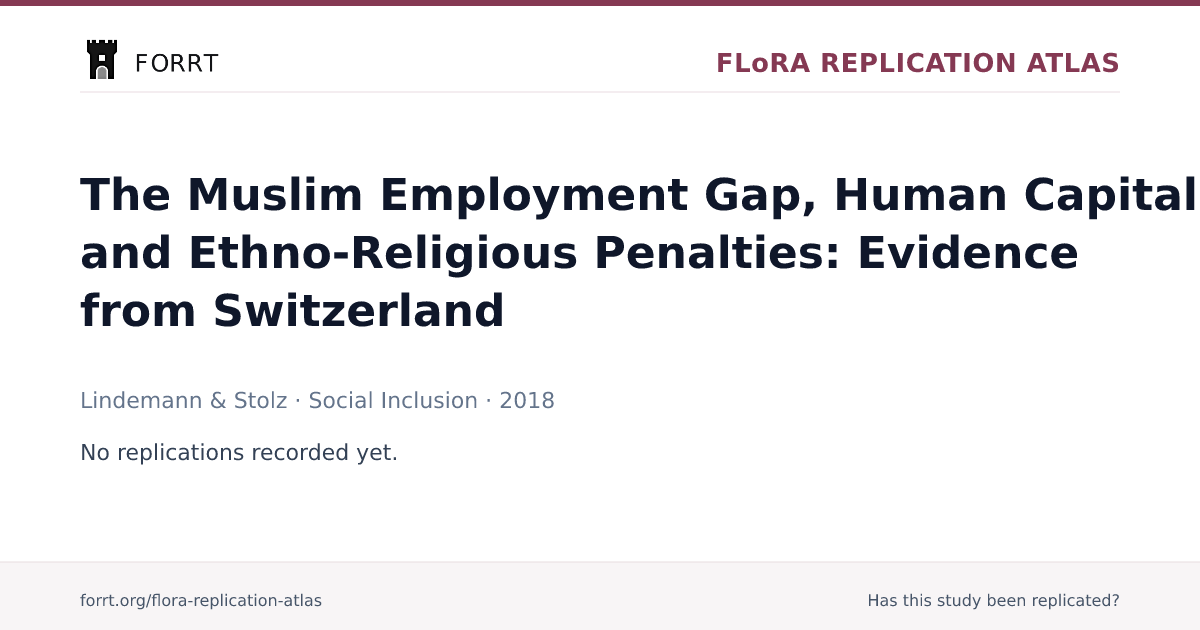 FORRT
FLoRA REPLICATION ATLAS
The Muslim Employment Gap, Human Capital
and Ethno-Religious Penalties: Evidence
from Switzerland
Lindemann & Stolz · Social Inclusion · 2018
No replications recorded yet.
forrt.org/flora-replication-atlas
Has this study been replicated?